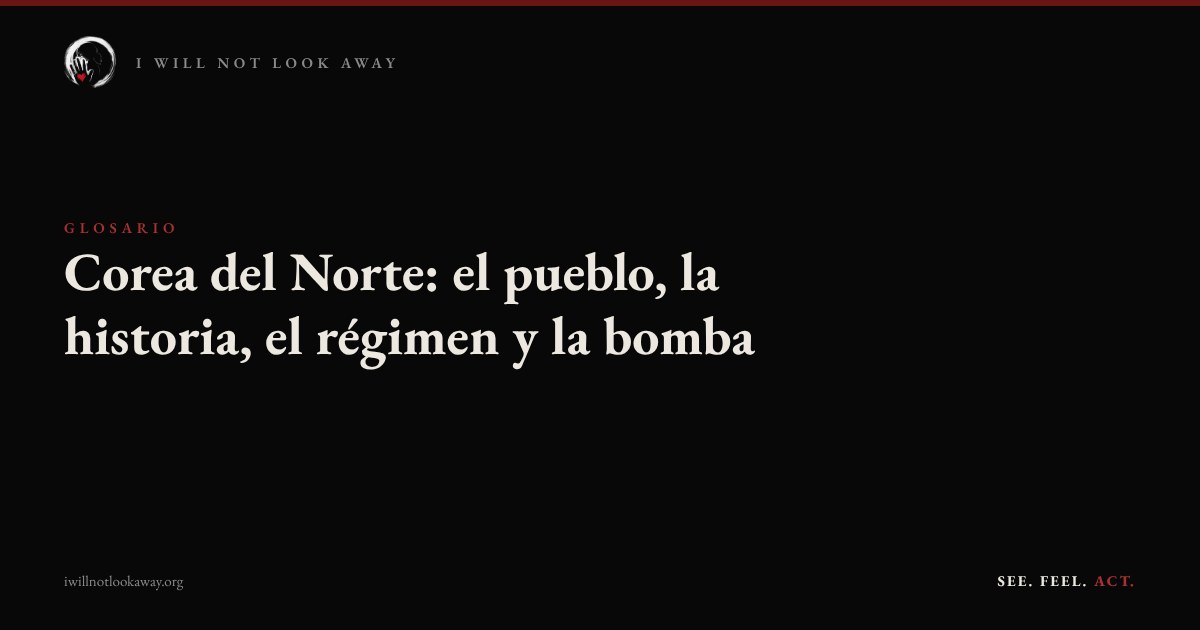 I WILL NOT LOOK AWAY
GLOSARIO
Corea del Norte: el pueblo, la
historia, el régimen y la bomba
iwillnotlookaway.org
SEE. FEEL. ACT.